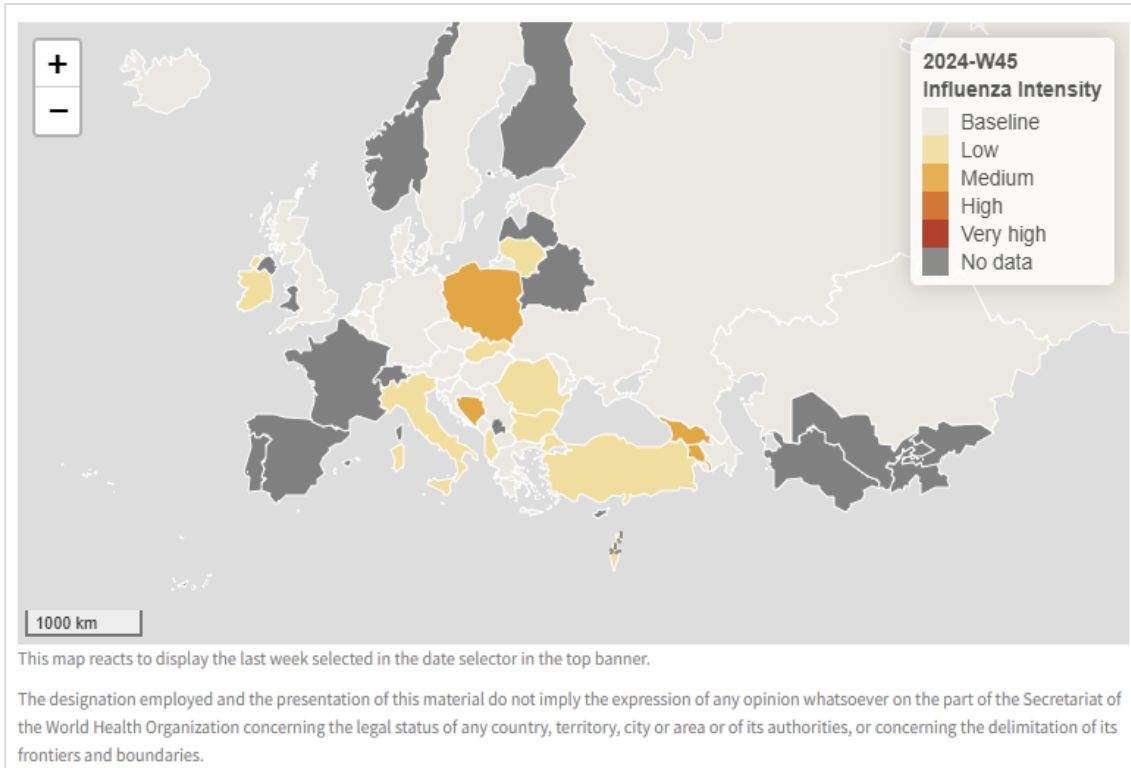 +
−
2024-W45
Influenza Intensity
Baseline
Low
Medium
High
Very high
No data
1000 km
This map reacts to display the last week selected in the date selector in the top banner.
The designation employed and the presentation of this material do not imply the expression of any opinion whatsoever on the part of the Secretariat of
the World Health Organization concerning the legal status of any country, territory, city or area or of its authorities, or concerning the delimitation of its
frontiers and boundaries.